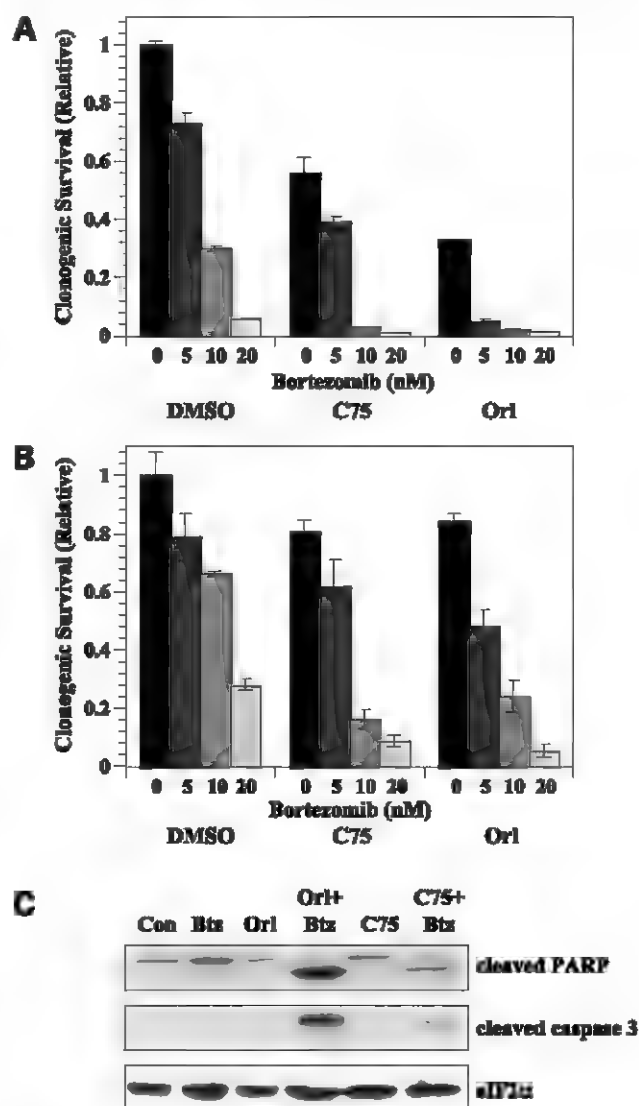 A
Clonogenic Survival (Relative)
1
0.8
0.6
0.4
0.2
0
0 5 10 20 0 5 10 20 0 5 10 20
Bortezomib (nM)
DMSO C75 Orl
B
Clonogenic Survival (Relative)
1
0.8
0.6
0.4
0.2
0
0 5 10 20 0 5 10 20 0 5 10 20
Bortezomib (nM)
DMSO C75 Orl
C
Orl+ C75+
Con Btz Orl Btz C75 Btz
cleaved PARP
cleaved caspase 3
eIF2α